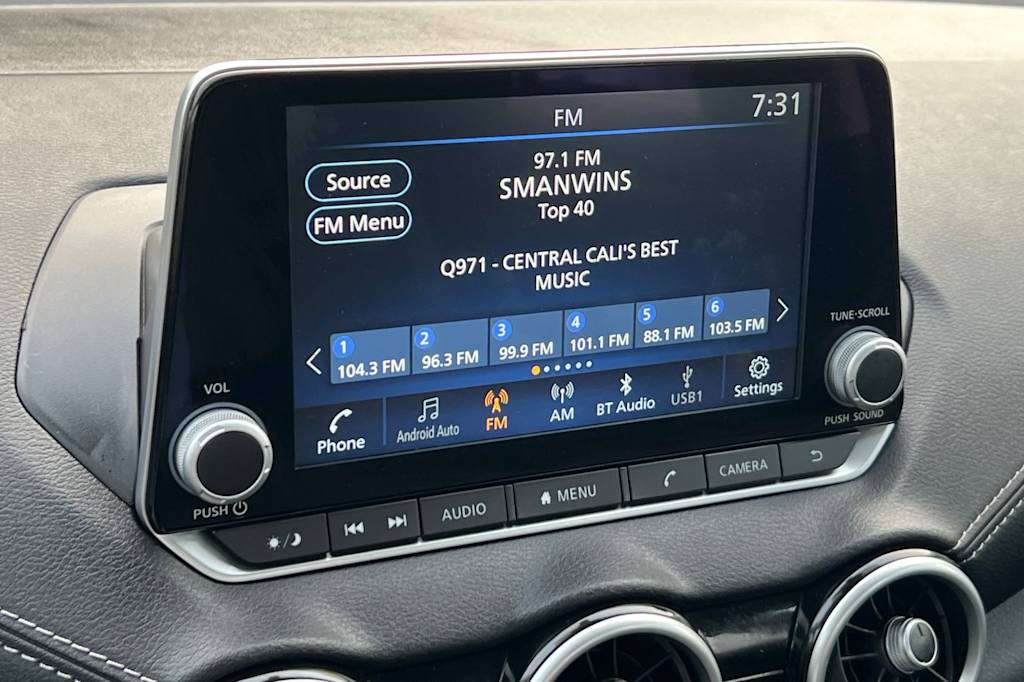 FM
7:31
Source
FM Menu
97.1 FM
SMANWINS
Top 40
Q971 - CENTRAL CALI'S BEST
MUSIC
1 104.3 FM
2 96.3 FM
3 99.9 FM
4 101.1 FM
5 88.1 FM
6 103.5 FM
Phone
Android Auto
FM
AM
BT Audio
USB1
Settings
VOL
PUSH
TUNE·SCROLL
PUSH SOUND
AUDIO
MENU
CAMERA